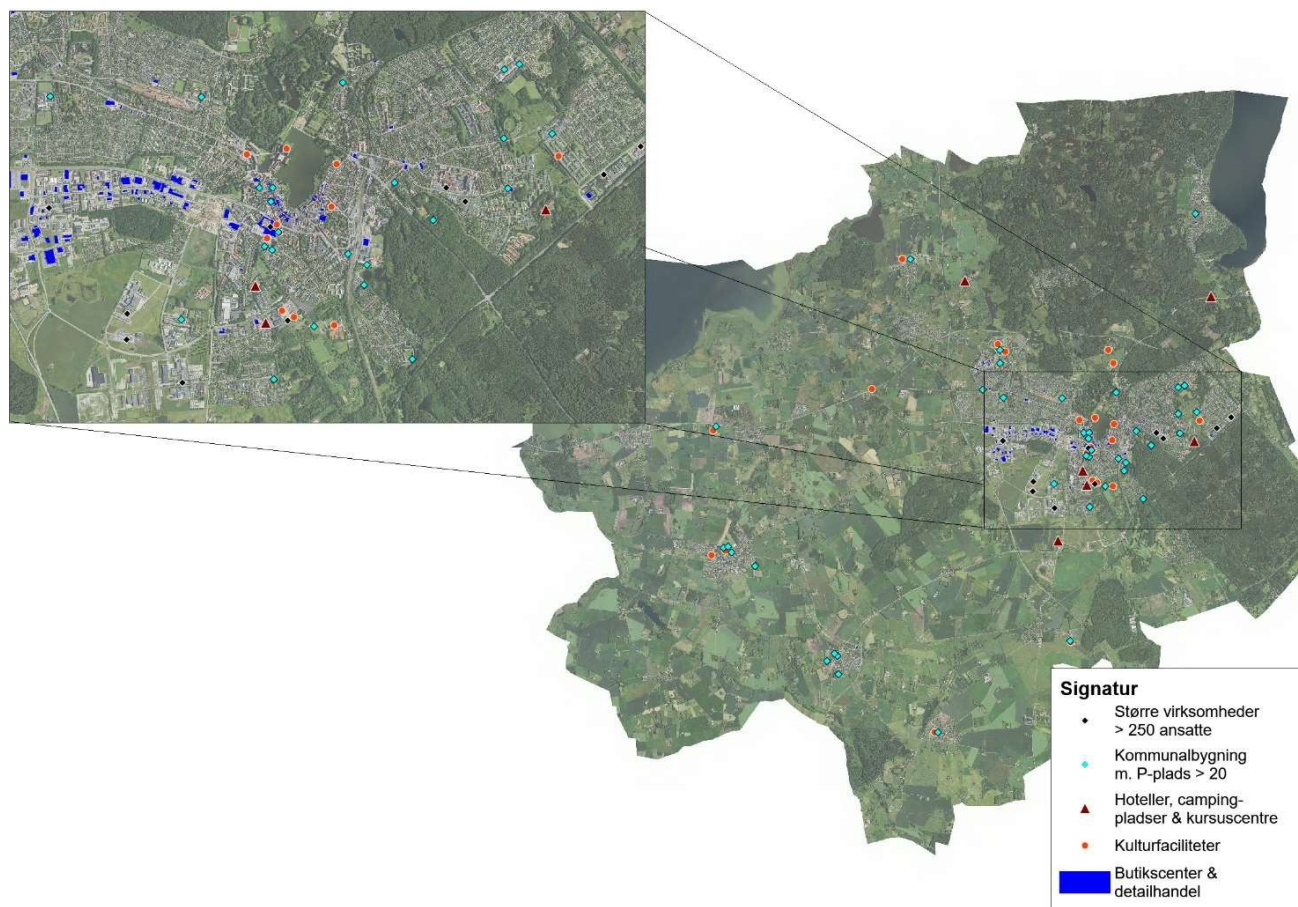 Signatur
Større virksomheder
> 250 ansatte
Kommunalbygning
m. P-plads > 20
Hoteller, camping-
pladser & kursuscentre
Kulturfaciliteter
Butikscenter &
detailhandel